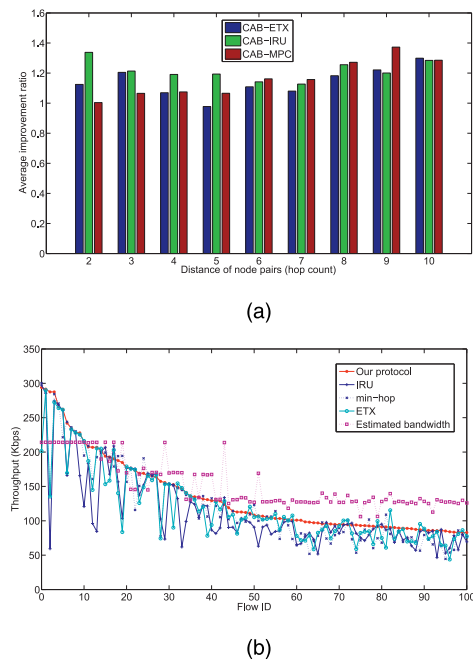 1.6
1.4
1.2
1
0.8
0.6
0.4
0.2
0
Average improvement ratio
CAB−ETX
CAB−IRU
CAB−MPC
2 3 4 5 6 7 8 9 10
Distance of node pairs (hop count)
(a)
350
300
250
200
150
100
50
0
Throughput (Kbps)
Our protocol
IRU
min−hop
ETX
Estimated bandwidth
0 10 20 30 40 50 60 70 80 90 100
Flow ID
(b)